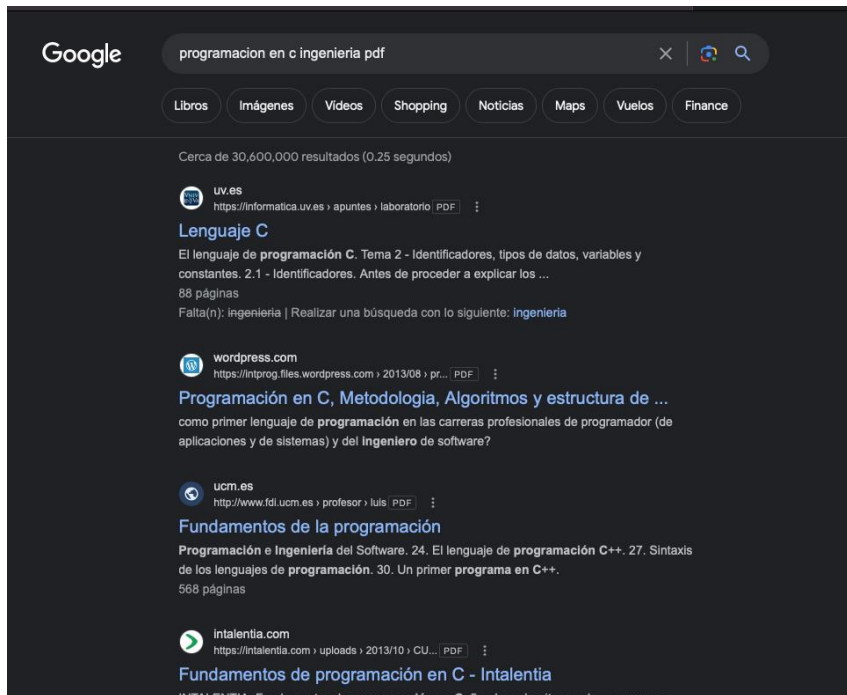 Google
programacion en c ingenieria pdf
Libros Imágenes Vídeos Shopping Noticias Maps Vuelos Finance
Cerca de 30,600,000 resultados (0.25 segundos)
uv.es
https://informatica.uv.es › apuntes › laboratorio PDF
Lenguaje C
El lenguaje de programación C. Tema 2 - Identificadores, tipos de datos, variables y
constantes. 2.1 - Identificadores. Antes de proceder a explicar los ...
88 páginas
Falta(n): ingenieria | Realizar una búsqueda con lo siguiente: ingenieria
wordpress.com
https://intprog.files.wordpress.com › 2013/08 › pr... PDF
Programación en C, Metodologia, Algoritmos y estructura de ...
como primer lenguaje de programación en las carreras profesionales de programador (de
aplicaciones y de sistemas) y del ingeniero de software?
ucm.es
http://www.fdi.ucm.es › profesor › luis PDF
Fundamentos de la programación
Programación e Ingeniería del Software. 24. El lenguaje de programación C++. 27. Sintaxis
de los lenguajes de programación. 30. Un primer programa en C++.
568 páginas
intalentia.com
https://intalentia.com › uploads › 2013/10 › CU... PDF
Fundamentos de programación en C - Intalentia